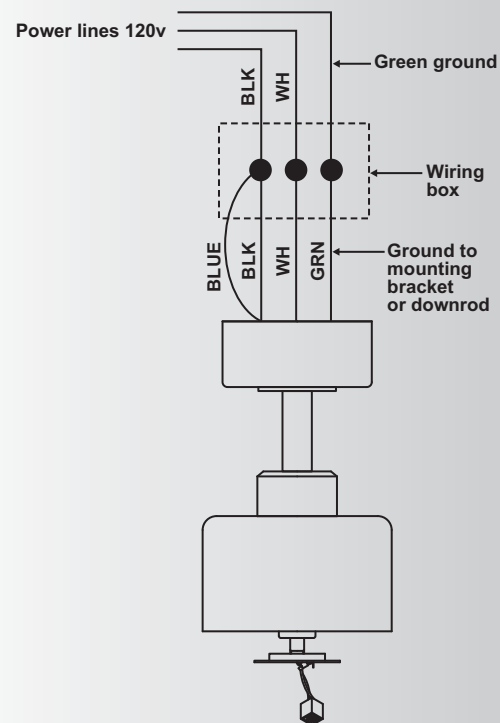 Power lines 120v
Green ground
BLK
WH
Wiring
box
BLUE
BLK
WH
GRN
Ground to
mounting
bracket
or downrod